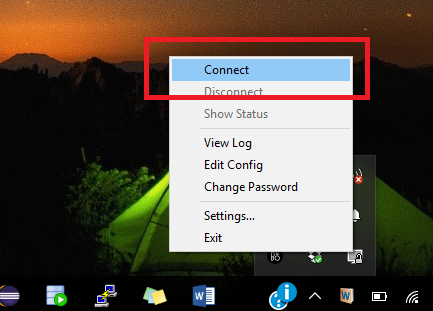 Connect
Disconnect
Show Status
View Log
Edit Config
Change Password
Settings...
Exit